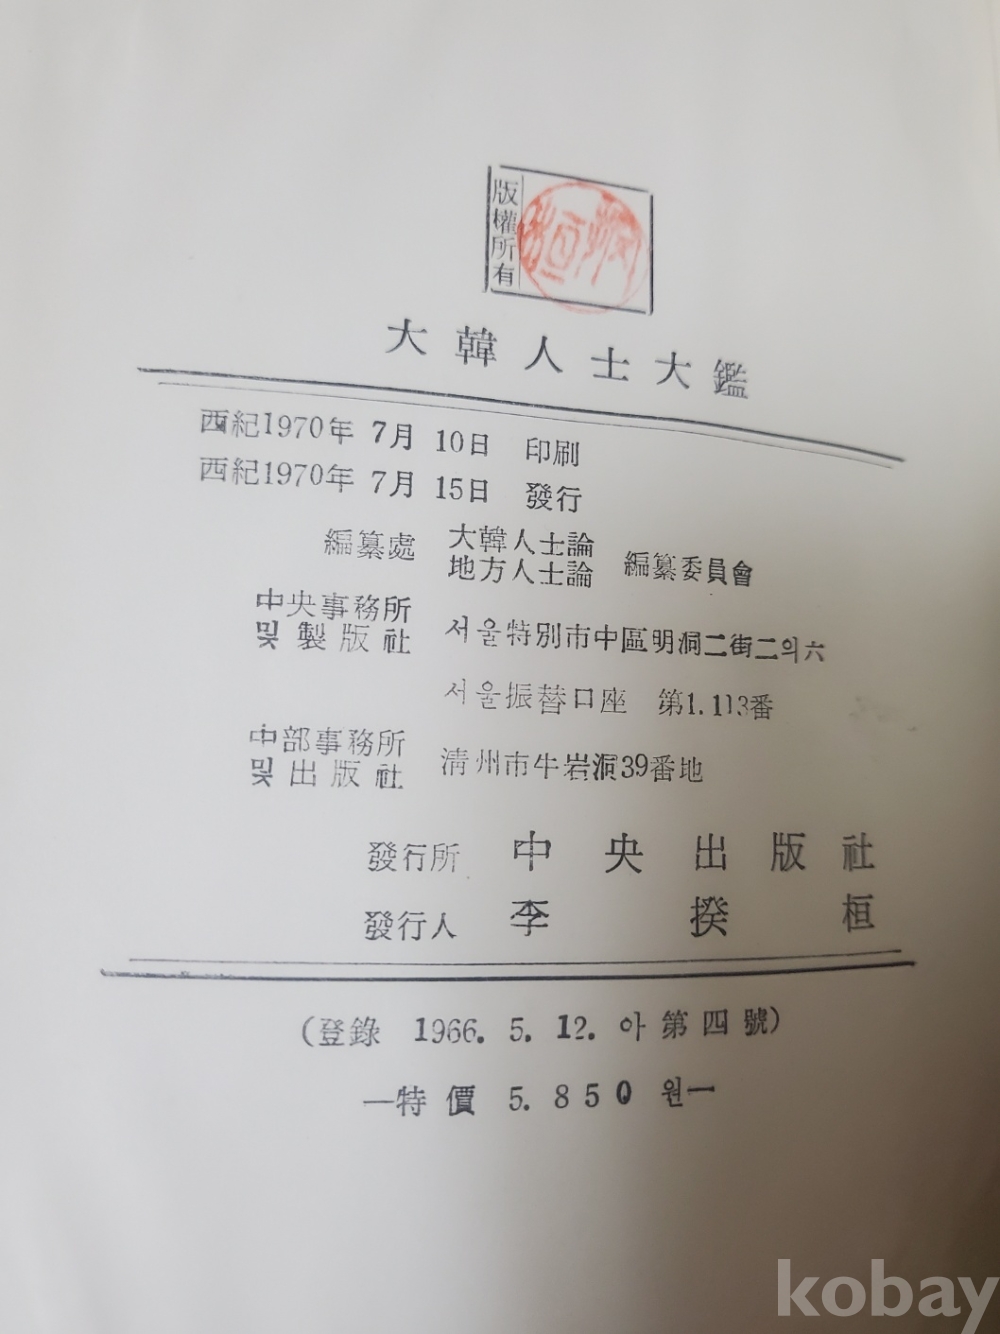 版權所有
大韓人士大鑑
西紀1970年 7月 10日 印刷
西紀1970年 7月 15日 發行
編纂處 大韓人士論 地方人士論 編纂委員會
中央事務所 및 製版社 서울特別市中區明洞二街二의六
서울振替口座 第1.113番
中部事務所 및 出版社 淸州市牛岩洞39番地
發行所 中央出版社
發行人 李揆桓
(登錄 1966. 5. 12. 아第四號)
—特價 5.850원—
kobay